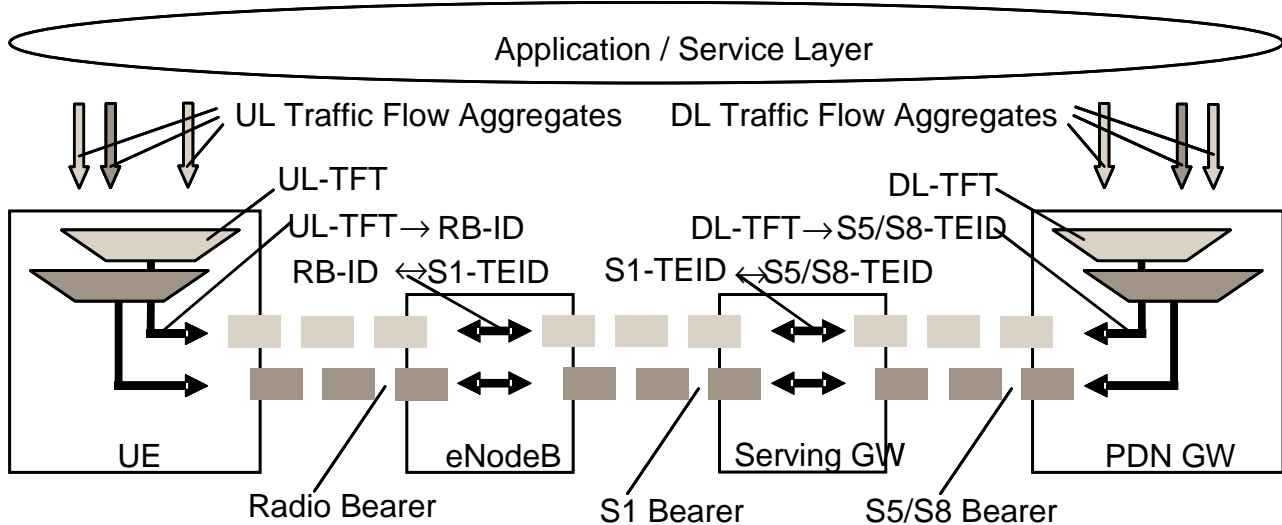 Application / Service Layer
UL Traffic Flow Aggregates
DL Traffic Flow Aggregates
UL-TFT
DL-TFT
UL-TFT → RB-ID
DL-TFT → S5/S8-TEID
RB-ID ↔ S1-TEID
S1-TEID ↔ S5/S8-TEID
UE
eNodeB
Serving GW
PDN GW
Radio Bearer
S1 Bearer
S5/S8 Bearer